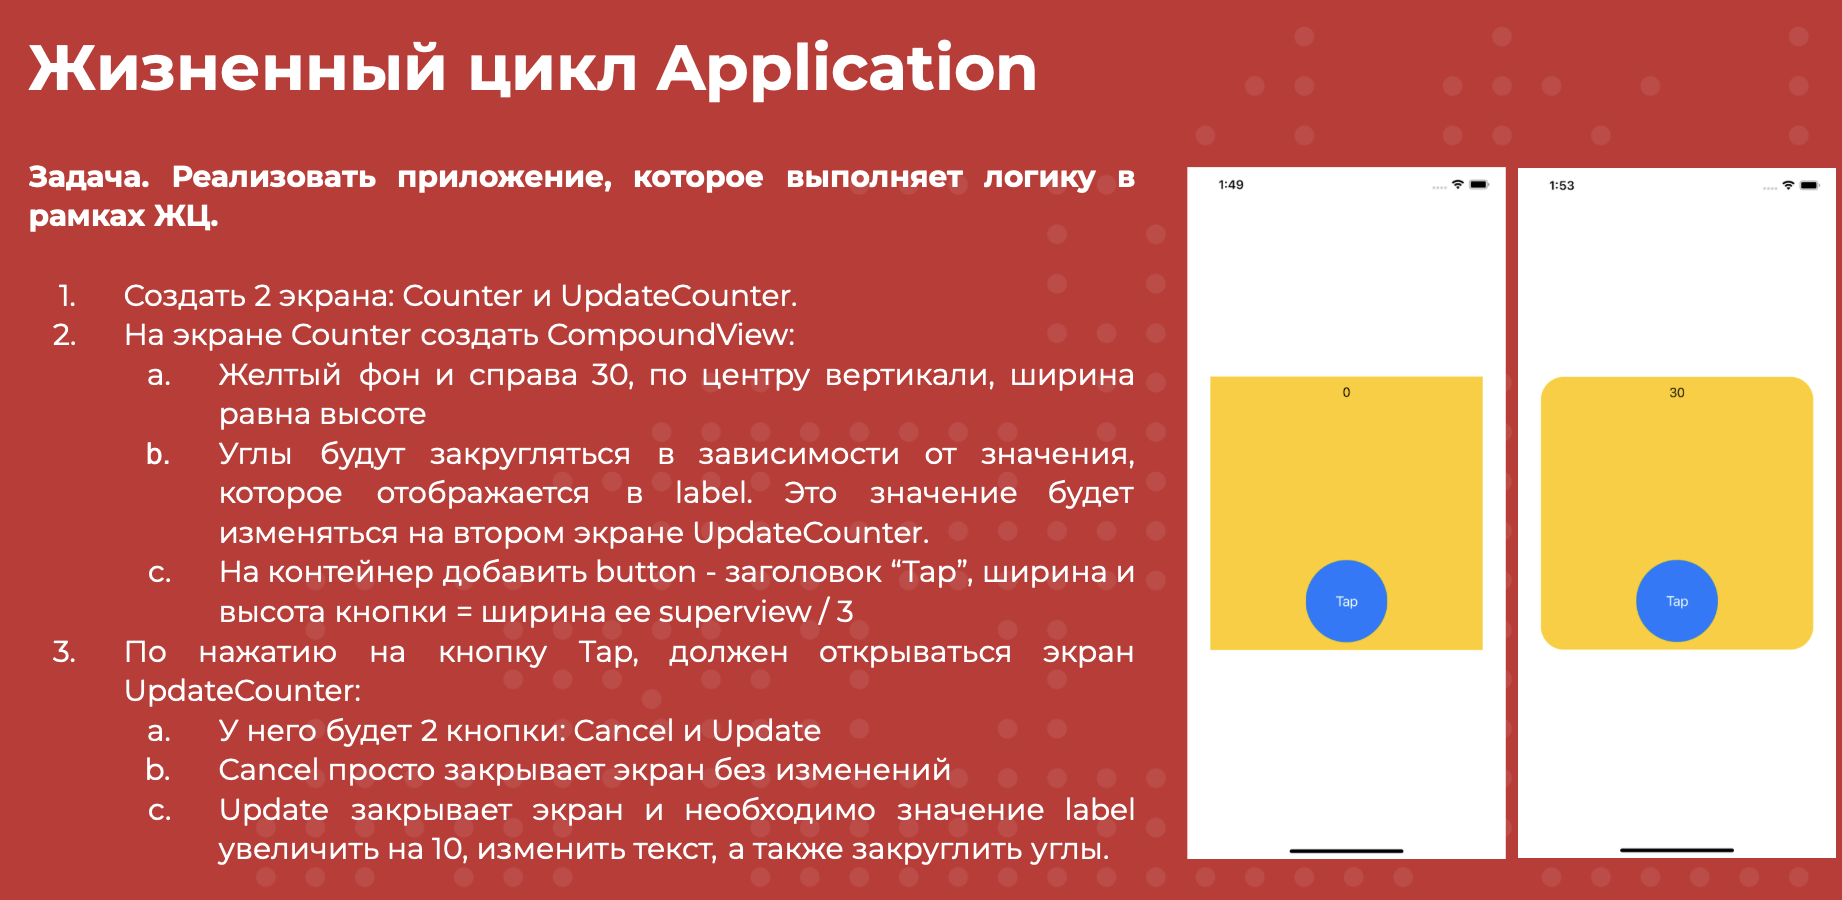 Жизненный цикл Application
Задача. Реализовать приложение, которое выполняет логику в
рамках ЖЦ.
1. Создать 2 экрана: Counter и UpdateCounter.
2. На экране Counter создать CompoundView:
a. Желтый фон и справа 30, по центру вертикали, ширина
равна высоте
b. Углы будут закругляться в зависимости от значения,
которое отображается в label. Это значение будет
изменяться на втором экране UpdateCounter.
c. На контейнер добавить button - заголовок “Tap”, ширина и
высота кнопки = ширина ее superview / 3
3. По нажатию на кнопку Tap, должен открываться экран
UpdateCounter:
a. У него будет 2 кнопки: Cancel и Update
b. Cancel просто закрывает экран без изменений
c. Update закрывает экран и необходимо значение label
увеличить на 10, изменить текст, а также закруглить углы.
1:49
0
Tap
1:53
30
Tap